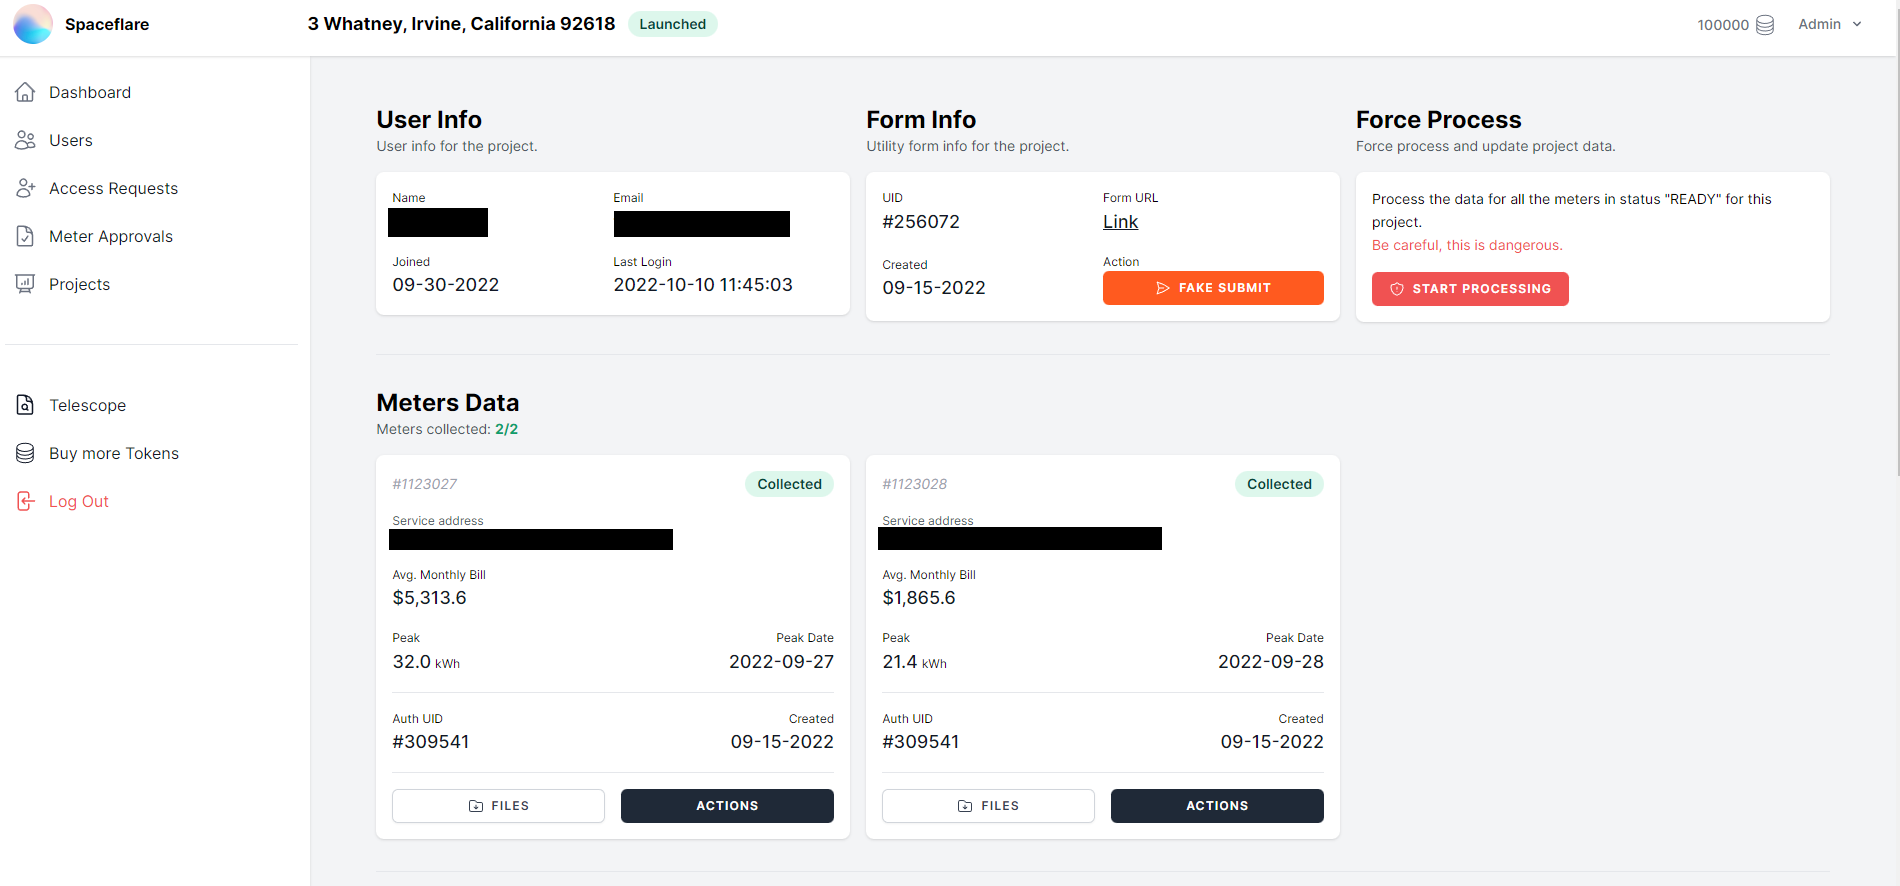 Spaceflare
3 Whatney, Irvine, California 92618
Launched
100000
Admin
Dashboard
Users
Access Requests
Meter Approvals
Projects
Telescope
Buy more Tokens
Log Out
User Info
User info for the project.
Name
Email
Joined
Last Login
09-30-2022
2022-10-10 11:45:03
Form Info
Utility form info for the project.
UID
Form URL
#256072
Link
Created
Action
09-15-2022
FAKE SUBMIT
Force Process
Force process and update project data.
Process the data for all the meters in status "READY" for this
project.
Be careful, this is dangerous.
START PROCESSING
Meters Data
Meters collected: 2/2
#1123027
Collected
Service address
Avg. Monthly Bill
$5,313.6
Peak
Peak Date
32.0 kWh
2022-09-27
Auth UID
Created
#309541
09-15-2022
FILES
ACTIONS
#1123028
Collected
Service address
Avg. Monthly Bill
$1,865.6
Peak
Peak Date
21.4 kWh
2022-09-28
Auth UID
Created
#309541
09-15-2022
FILES
ACTIONS